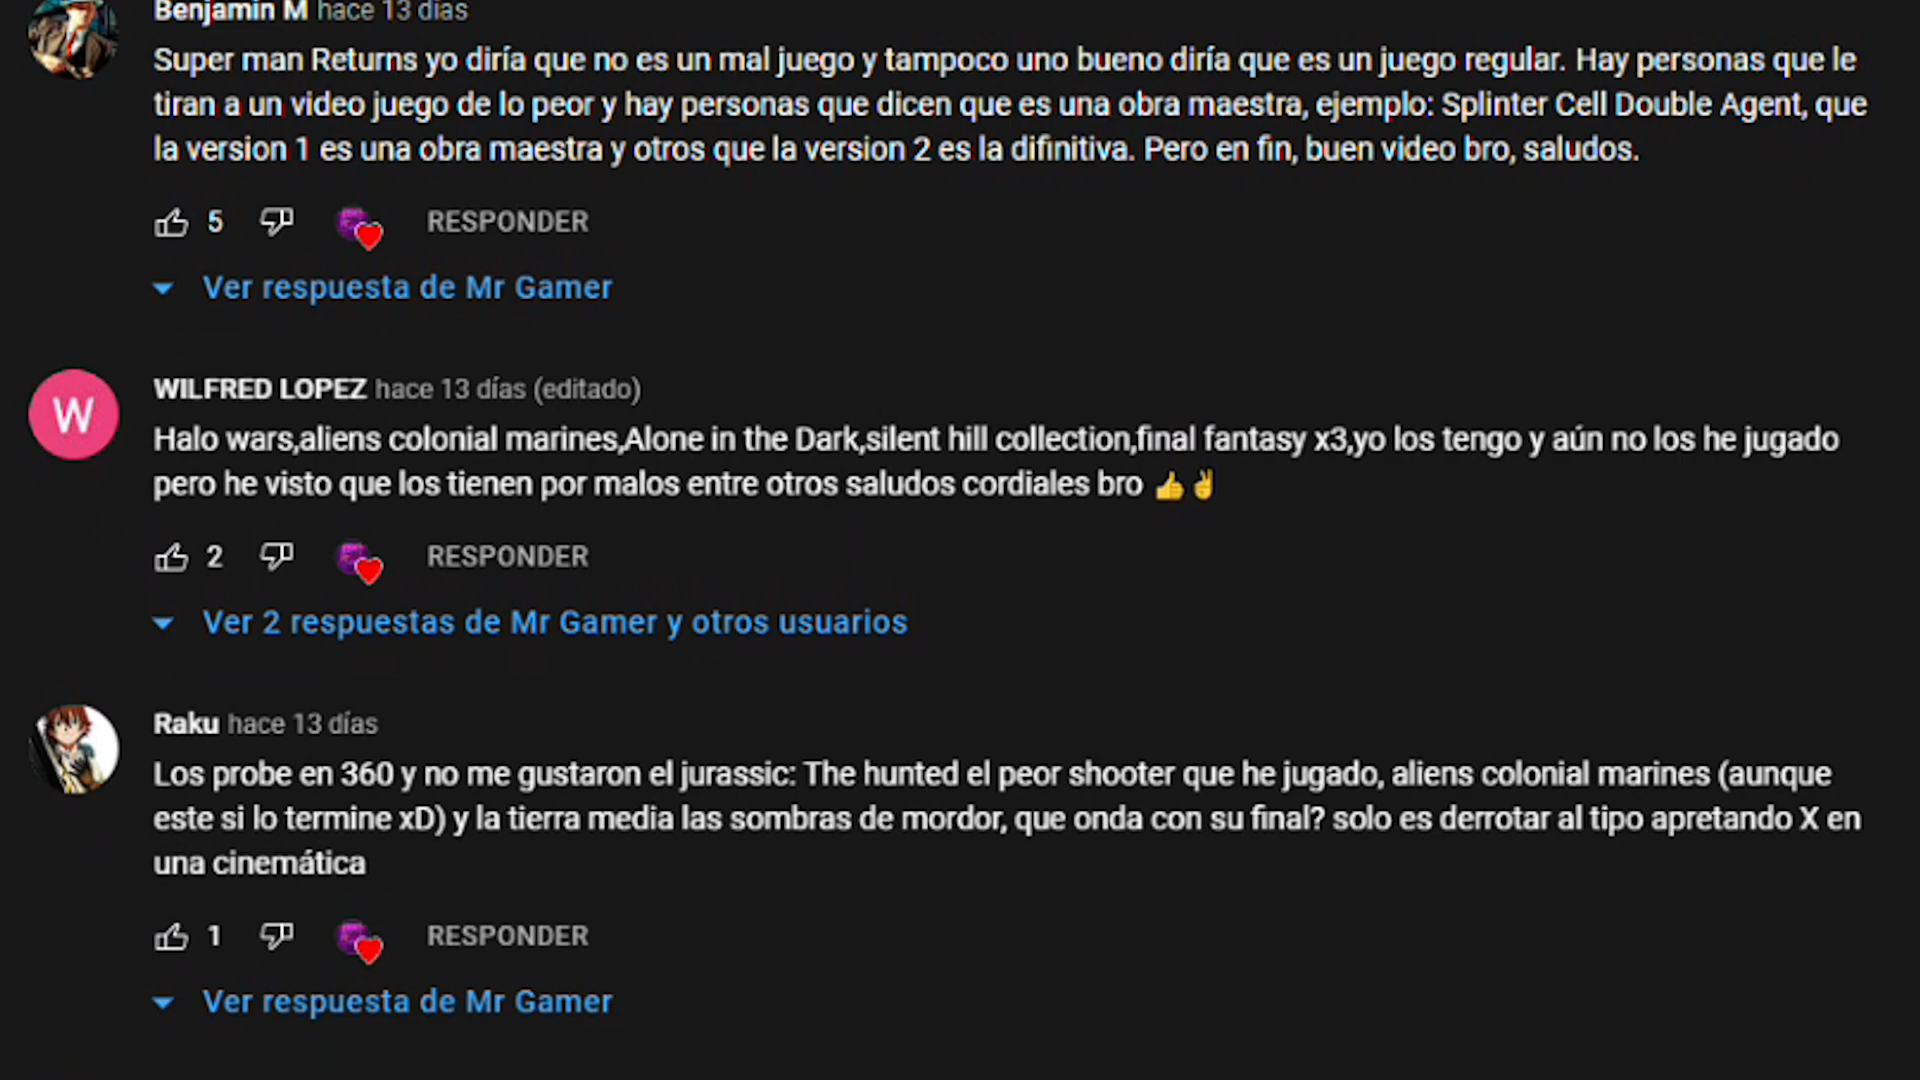 Benjamin M hace 13 días
Super man Returns yo diría que no es un mal juego y tampoco uno bueno diría que es un juego regular. Hay personas que le
tiran a un video juego de lo peor y hay personas que dicen que es una obra maestra, ejemplo: Splinter Cell Double Agent, que
la version 1 es una obra maestra y otros que la version 2 es la difinitiva. Pero en fin, buen video bro, saludos.
5 RESPONDER
Ver respuesta de Mr Gamer
W
WILFRED LOPEZ hace 13 días (editado)
Halo wars,aliens colonial marines,Alone in the Dark,silent hill collection,final fantasy x3,yo los tengo y aún no los he jugado
pero he visto que los tienen por malos entre otros saludos cordiales bro 👍✌
2 RESPONDER
Ver 2 respuestas de Mr Gamer y otros usuarios
Raku hace 13 días
Los probe en 360 y no me gustaron el jurassic: The hunted el peor shooter que he jugado, aliens colonial marines (aunque
este si lo termine xD) y la tierra media las sombras de mordor, que onda con su final? solo es derrotar al tipo apretando X en
una cinemática
1 RESPONDER
Ver respuesta de Mr Gamer